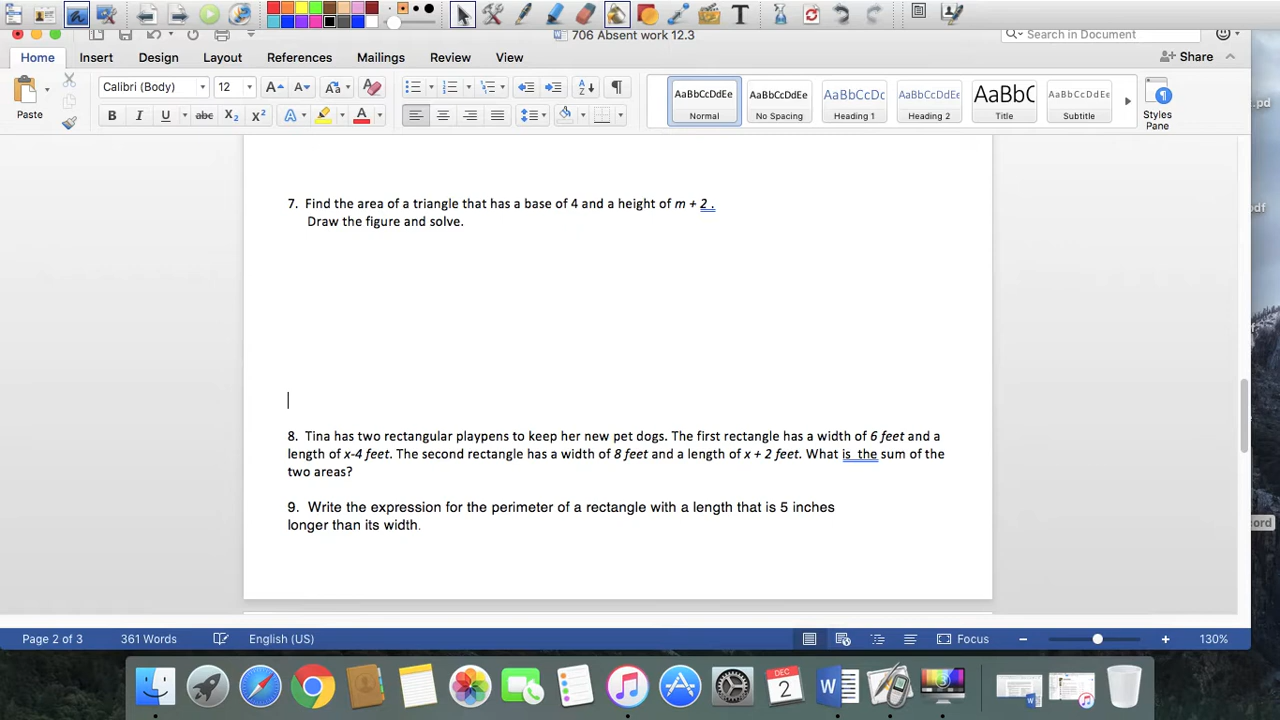 706 Absent work 12.3
Search in Document
Home Insert Design Layout References Mailings Review View
Share
Calibri (Body) 12
Paste
AaBbCcDdEe AaBbCcDdEe AaBbCcDc AaBbCcDdEe AaBbC AaBbCcDdEe
Normal No Spacing Heading 1 Heading 2 Title Subtitle
Styles
Pane
7. Find the area of a triangle that has a base of 4 and a height of m + 2 .
Draw the figure and solve.
8. Tina has two rectangular playpens to keep her new pet dogs. The first rectangle has a width of 6 feet and a
length of x-4 feet. The second rectangle has a width of 8 feet and a length of x + 2 feet. What is the sum of the
two areas?
9. Write the expression for the perimeter of a rectangle with a length that is 5 inches
longer than its width.
Page 2 of 3 361 Words English (US) Focus 130%
DEC
2